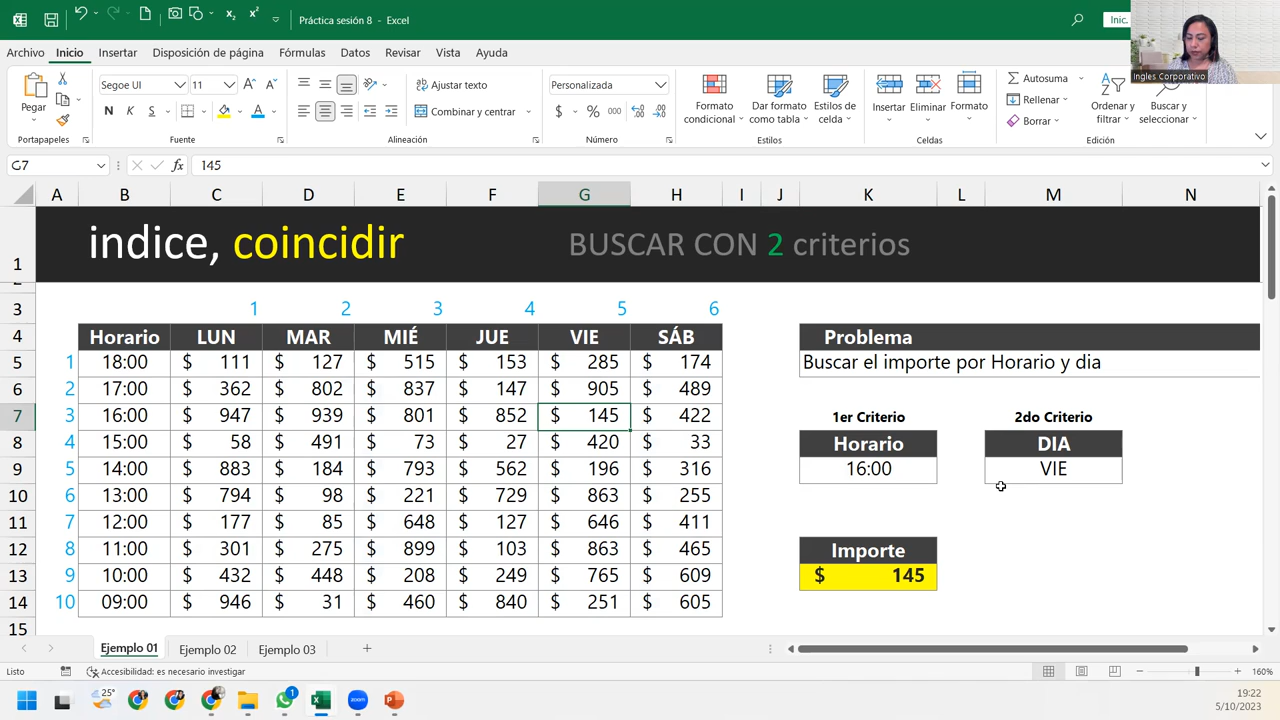 Práctica sesión 8 - Excel
Inic.
Ingles Corporativo
Archivo Inicio Insertar Disposición de página Fórmulas Datos Revisar Vista Ayuda
Pegar
Portapapeles
Segoe UI 11
N K S
Fuente
Ajustar texto
Combinar y centrar
Alineación
Personalizada
$ % 000
Número
Formato condicional
Dar formato como tabla
Estilos de celda
Estilos
Insertar
Eliminar
Formato
Celdas
Autosuma
Rellenar
Borrar
Ordenar y filtrar
Buscar y seleccionar
Edición
G7 fx 145
A B C D E F G H I J K L M N
1 indice, coincidir BUSCAR CON 2 criterios
3 1 2 3 4 5 6
4 Horario LUN MAR MIÉ JUE VIE SÁB Problema
5 1 18:00 $ 111 $ 127 $ 515 $ 153 $ 285 $ 174 Buscar el importe por Horario y dia
6 2 17:00 $ 362 $ 802 $ 837 $ 147 $ 905 $ 489
7 3 16:00 $ 947 $ 939 $ 801 $ 852 $ 145 $ 422 1er Criterio 2do Criterio
8 4 15:00 $ 58 $ 491 $ 73 $ 27 $ 420 $ 33 Horario DIA
9 5 14:00 $ 883 $ 184 $ 793 $ 562 $ 196 $ 316 16:00 VIE
10 6 13:00 $ 794 $ 98 $ 221 $ 729 $ 863 $ 255
11 7 12:00 $ 177 $ 85 $ 648 $ 127 $ 646 $ 411
12 8 11:00 $ 301 $ 275 $ 899 $ 103 $ 863 $ 465 Importe
13 9 10:00 $ 432 $ 448 $ 208 $ 249 $ 765 $ 609 $ 145
14 10 09:00 $ 946 $ 31 $ 460 $ 840 $ 251 $ 605
15
Ejemplo 01 Ejemplo 02 Ejemplo 03
Listo Accesibilidad: es necesario investigar 160%
25° 1 zoom 19:22
5/10/2023